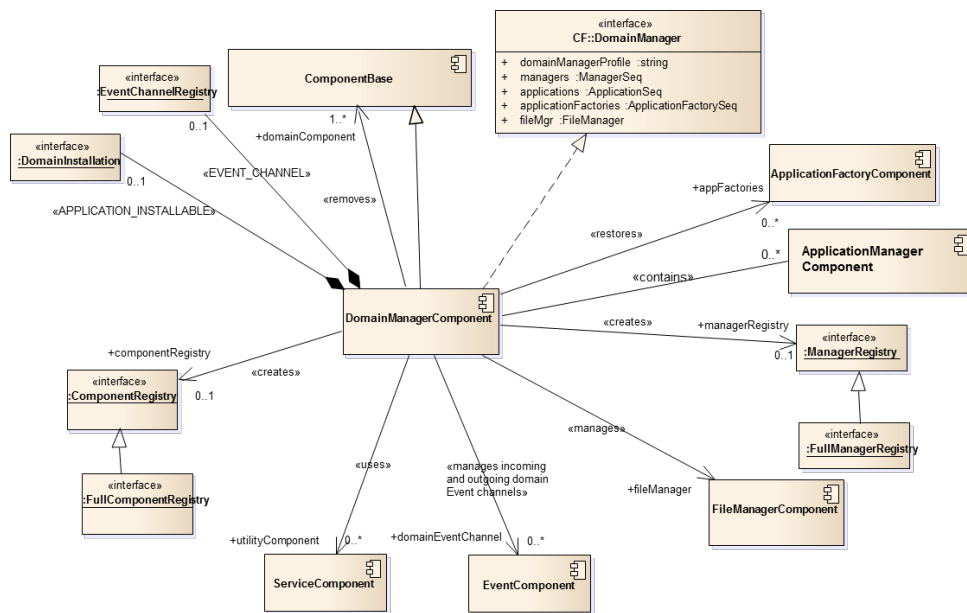 «interface»
CF::DomainManager
+ domainManagerProfile :string
+ managers :ManagerSeq
+ applications :ApplicationSeq
+ applicationFactories :ApplicationFactorySeq
+ fileMgr :FileManager
ComponentBase
«interface»
:EventChannelRegistry
0..1
1..*
+domainComponent
«interface»
:DomainInstallation
0..1
«EVENT_CHANNEL»
«APPLICATION_INSTALLABLE»
«removes»
ApplicationFactoryComponent
+appFactories
0..*
«restores»
ApplicationManager
Component
0..*
«contains»
DomainManagerComponent
«creates»
+managerRegistry
0..1
«interface»
:ManagerRegistry
+componentRegistry
«creates»
0..1
«interface»
:ComponentRegistry
«interface»
:FullManagerRegistry
«manages»
«interface»
:FullComponentRegistry
«uses»
«manages incoming
and outgoing domain
Event channels»
+fileManager
FileManagerComponent
+utilityComponent
0..*
+domainEventChannel
0..*
ServiceComponent
EventComponent